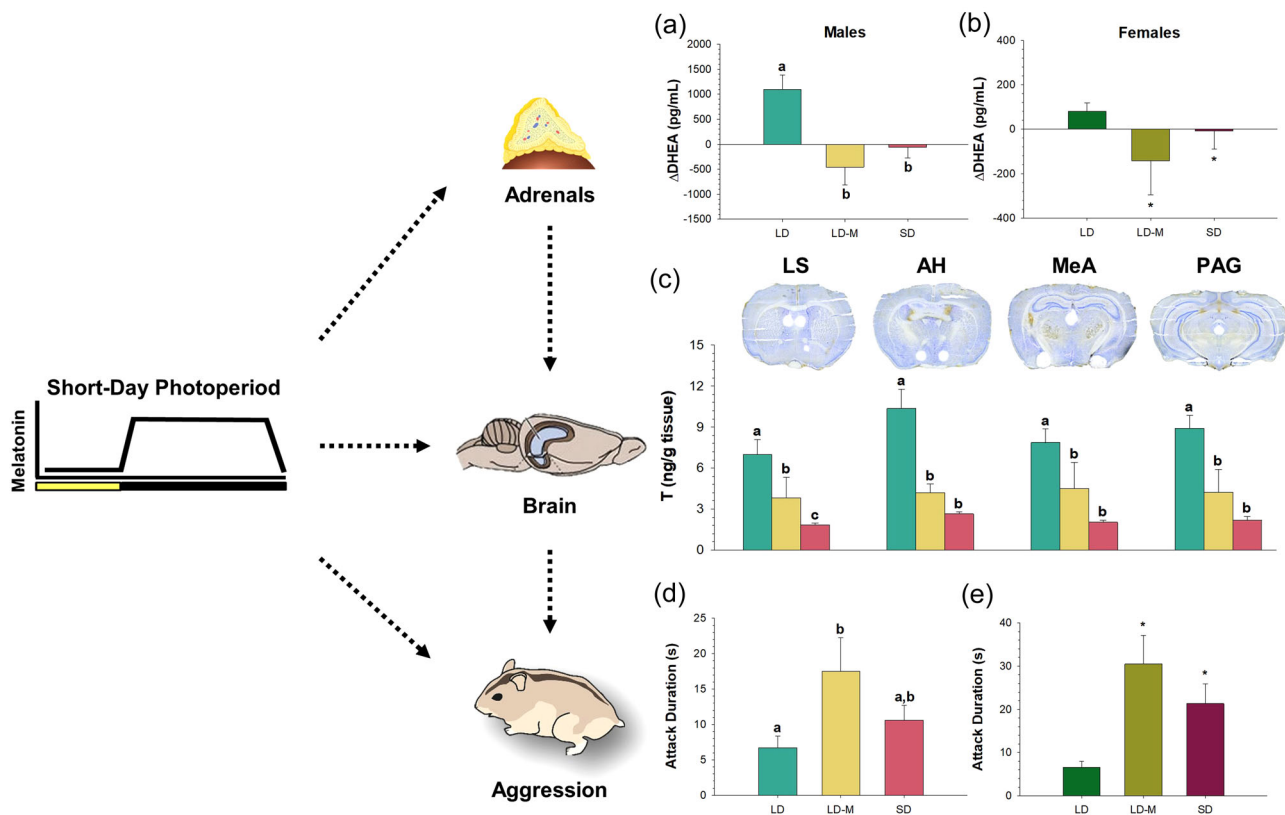 Short-Day Photoperiod
Melatonin
Adrenals
Brain
Aggression
(a)
Males
ΔDHEA (pg/mL)
2000
1500
1000
500
0
-500
-1000
-1500
a
b
b
LD
LD-M
SD
(b)
Females
ΔDHEA (pg/mL)
400
200
0
-200
-400
*
*
LD
LD-M
SD
(c)
LS
AH
MeA
PAG
T (ng/g tissue)
15
12
9
6
3
0
a
b
c
a
b
b
a
b
b
a
b
b
(d)
Attack Duration (s)
25
20
15
10
5
0
a
b
a,b
LD
LD-M
SD
(e)
Attack Duration (s)
40
30
20
10
0
*
*
LD
LD-M
SD